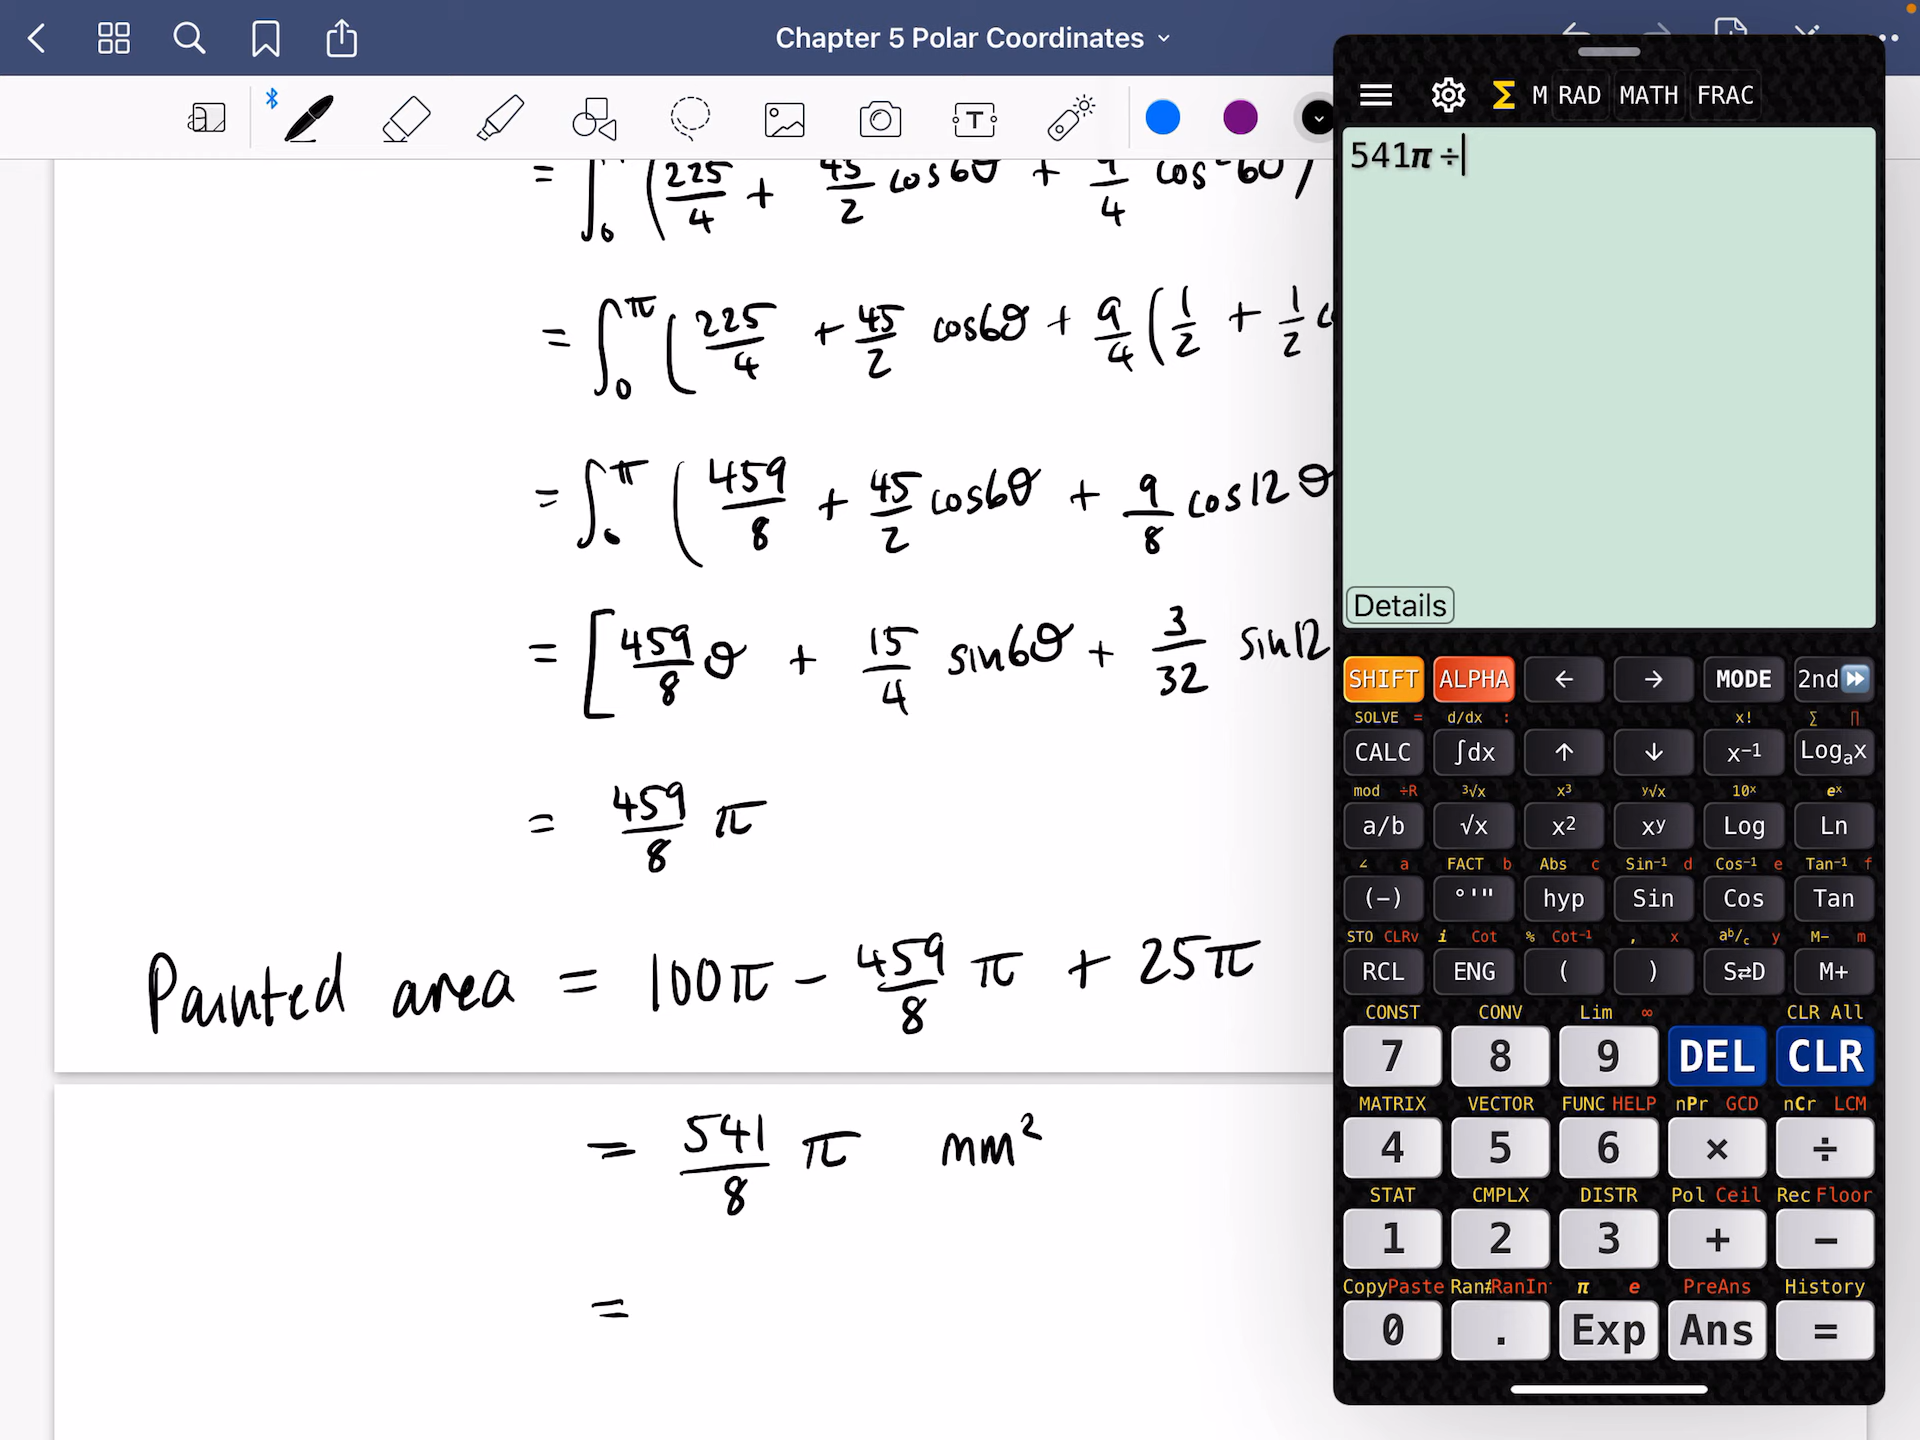 Chapter 5 Polar Coordinates
= ∫₀ (225/4 + 45/2 cos6θ + 9/4 cos²6θ)
= ∫₀^π (225/4 + 45/2 cos6θ + 9/4 (1/2 + 1/2
= ∫₀^π (459/8 + 45/2 cos6θ + 9/8 cos12θ
= [459/8 θ + 15/4 sin6θ + 3/32 sin12
= 459/8 π
Painted area = 100π − 459/8 π + 25π
= 541/8 π mm²
=
Σ M RAD MATH FRAC
541π÷
Details
SHIFT ALPHA ← → MODE 2nd
SOLVE = d/dx : x! ∑ ∏
CALC ∫dx ↑ ↓ x⁻¹ Logₐx
mod ÷R ³√x x³ ʸ√x 10ˣ eˣ
a/b √x x² xʸ Log Ln
∠ a FACT b Abs c Sin⁻¹ d Cos⁻¹ e Tan⁻¹ f
(−) °'" hyp Sin Cos Tan
STO CLRv i Cot % Cot⁻¹ , x aᵇ/c y M− m
RCL ENG ( ) S⇄D M+
CONST CONV Lim ∞ CLR All
7 8 9 DEL CLR
MATRIX VECTOR FUNC HELP nPr GCD nCr LCM
4 5 6 × ÷
STAT CMPLX DISTR Pol Ceil Rec Floor
1 2 3 + −
Copy Paste Ran# RanIn π e PreAns History
0 . Exp Ans =